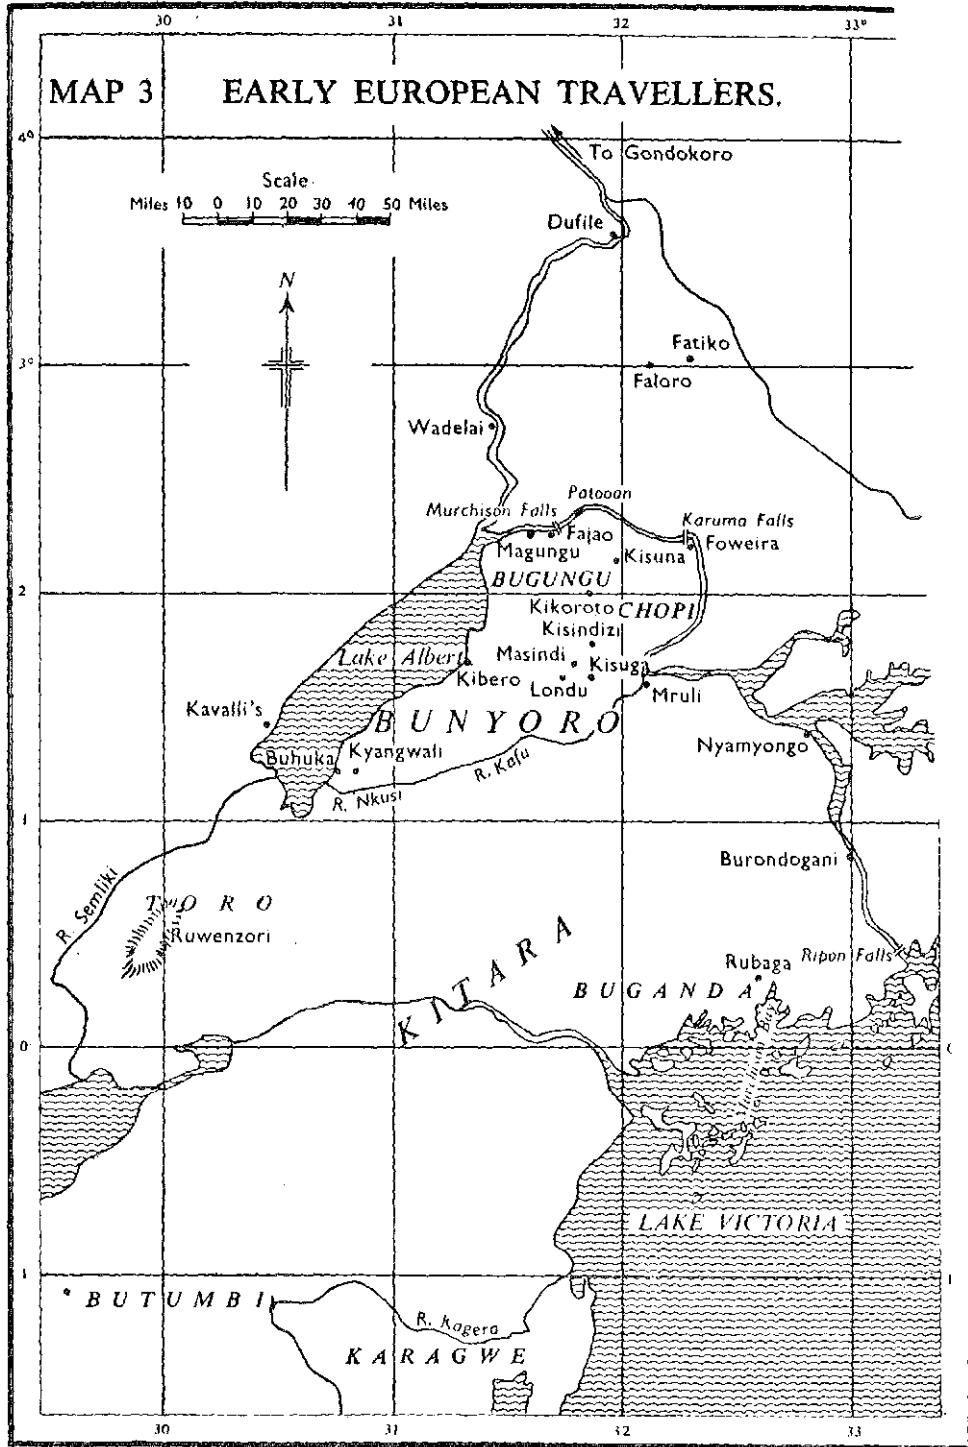 30 31 32 33°
MAP 3 EARLY EUROPEAN TRAVELLERS.
4°
To Gondokoro
Scale
Miles 10 0 10 20 30 40 50 Miles
Dufile
N
Fatiko
3°
Faloro
Wadelai
Patooan
Murchison Falls
Karuma Falls
Fajao
Foweira
Magungu
Kisuna
BUGUNGU
2
Kikoroto
CHOPI
Kisindizi
Lake Albert
Masindi
Kisuga
Kibero
Londu
Mruli
Kavalli's
BUNYORO
Nyamyongo
Buhuka
Kyangwali
R. Kafu
R. Nkusi
1
Burondogani
R. Semliki
TORO
Ruwenzori
KITARA
Ripon Falls
Rubaga
BUGANDA
Murchison Bay
0
LAKE VICTORIA
1
BUTUMBI
R. Kagera
KARAGWE
30 31 32 33